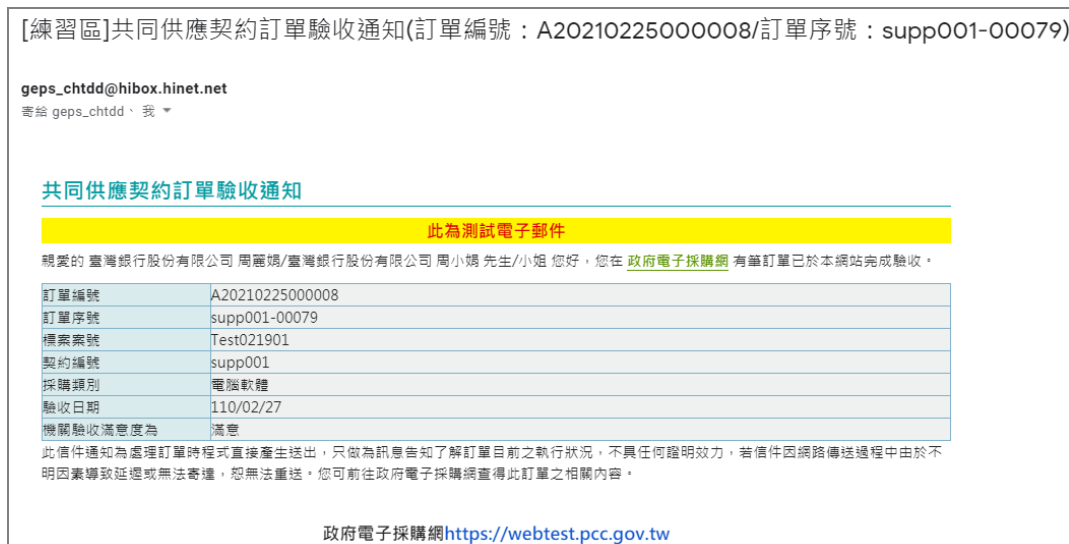 [練習區]共同供應契約訂單驗收通知(訂單編號：A20210225000008/訂單序號：supp001-00079)
geps_chtdd@hibox.hinet.net
寄給 geps_chtdd、 我
共同供應契約訂單驗收通知
此為測試電子郵件
親愛的 臺灣銀行股份有限公司 周麗娟/臺灣銀行股份有限公司 周小娟 先生/小姐 您好，您在 政府電子採購網 有筆訂單已於本網站完成驗收。
訂單編號 A20210225000008
訂單序號 supp001-00079
標案案號 Test021901
契約編號 supp001
採購類別 電腦軟體
驗收日期 110/02/27
機關驗收滿意度為 滿意
此信件通知為處理訂單時程式直接產生送出，只做為訊息告知了解訂單目前之執行狀況，不具任何證明效力，若信件因網路傳送過程中由於不
明因素導致延遲或無法寄達，恕無法重送。您可前往政府電子採購網查得此訂單之相關內容。
政府電子採購網https://webtest.pcc.gov.tw